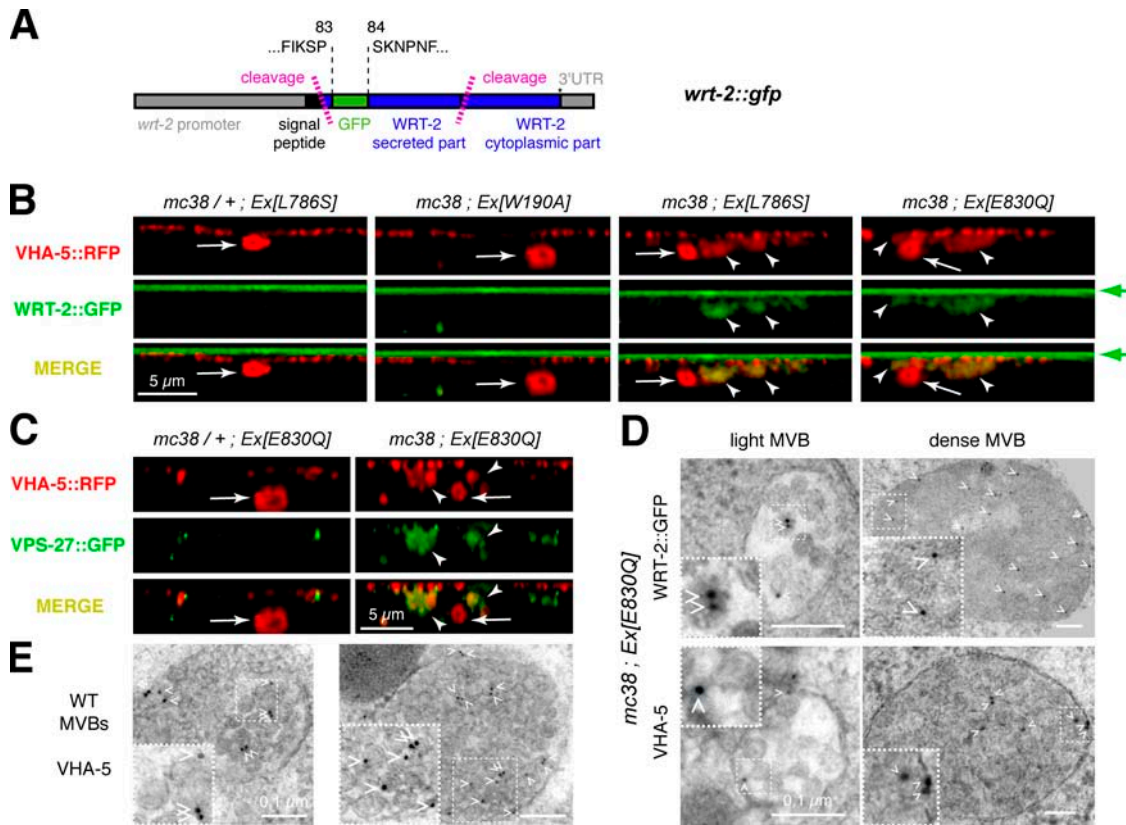 A
83 84
...FIKSP SKNPNF...
cleavage cleavage
3'UTR
wrt-2::gfp
wrt-2 promoter
signal
peptide
GFP
WRT-2
secreted part
WRT-2
cytoplasmic part
B
mc38 / + ; Ex[L786S] mc38 ; Ex[W190A] mc38 ; Ex[L786S] mc38 ; Ex[E830Q]
VHA-5::RFP
WRT-2::GFP
MERGE
5 µm
C
mc38 / + ; Ex[E830Q] mc38 ; Ex[E830Q]
VHA-5::RFP
VPS-27::GFP
MERGE
5 µm
D
light MVB dense MVB
mc38 ; Ex[E830Q]
WRT-2::GFP
VHA-5
0,1 µm
E
WT
MVBs
VHA-5
0,1 µm